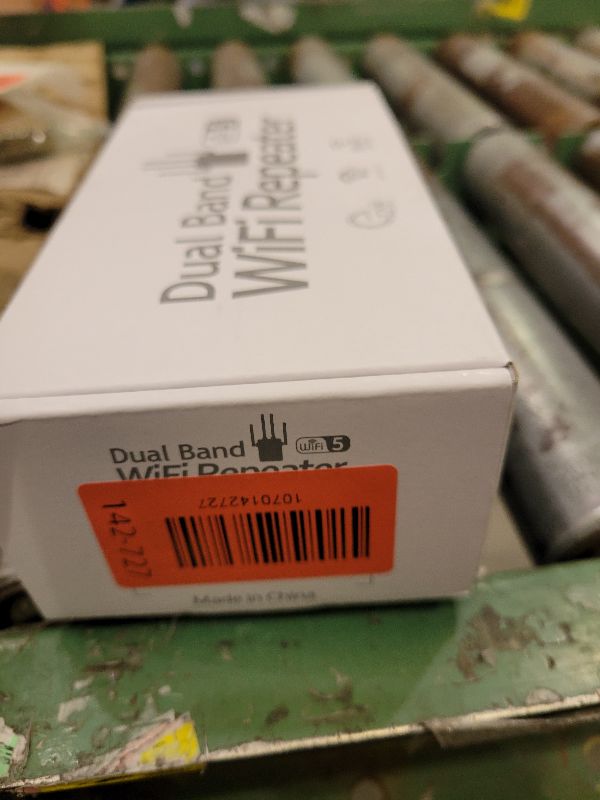 Dual Band
WiFi Repeater
Dual Band
WiFi 5
WiFi Repeater
1070142727
142-727
Made in China